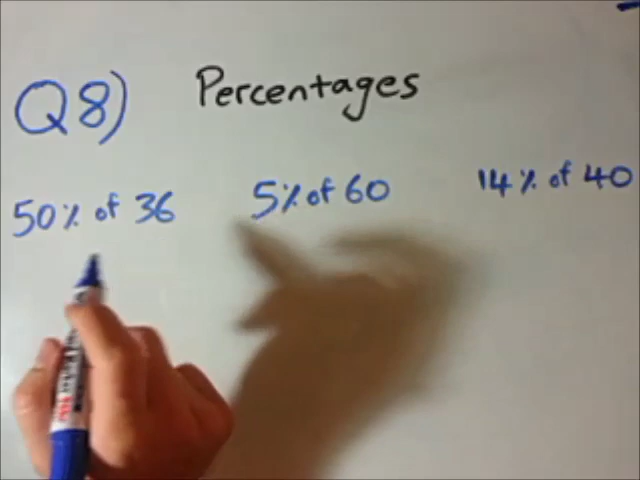 Q8) Percentages
50% of 36 5% of 60 14% of 40